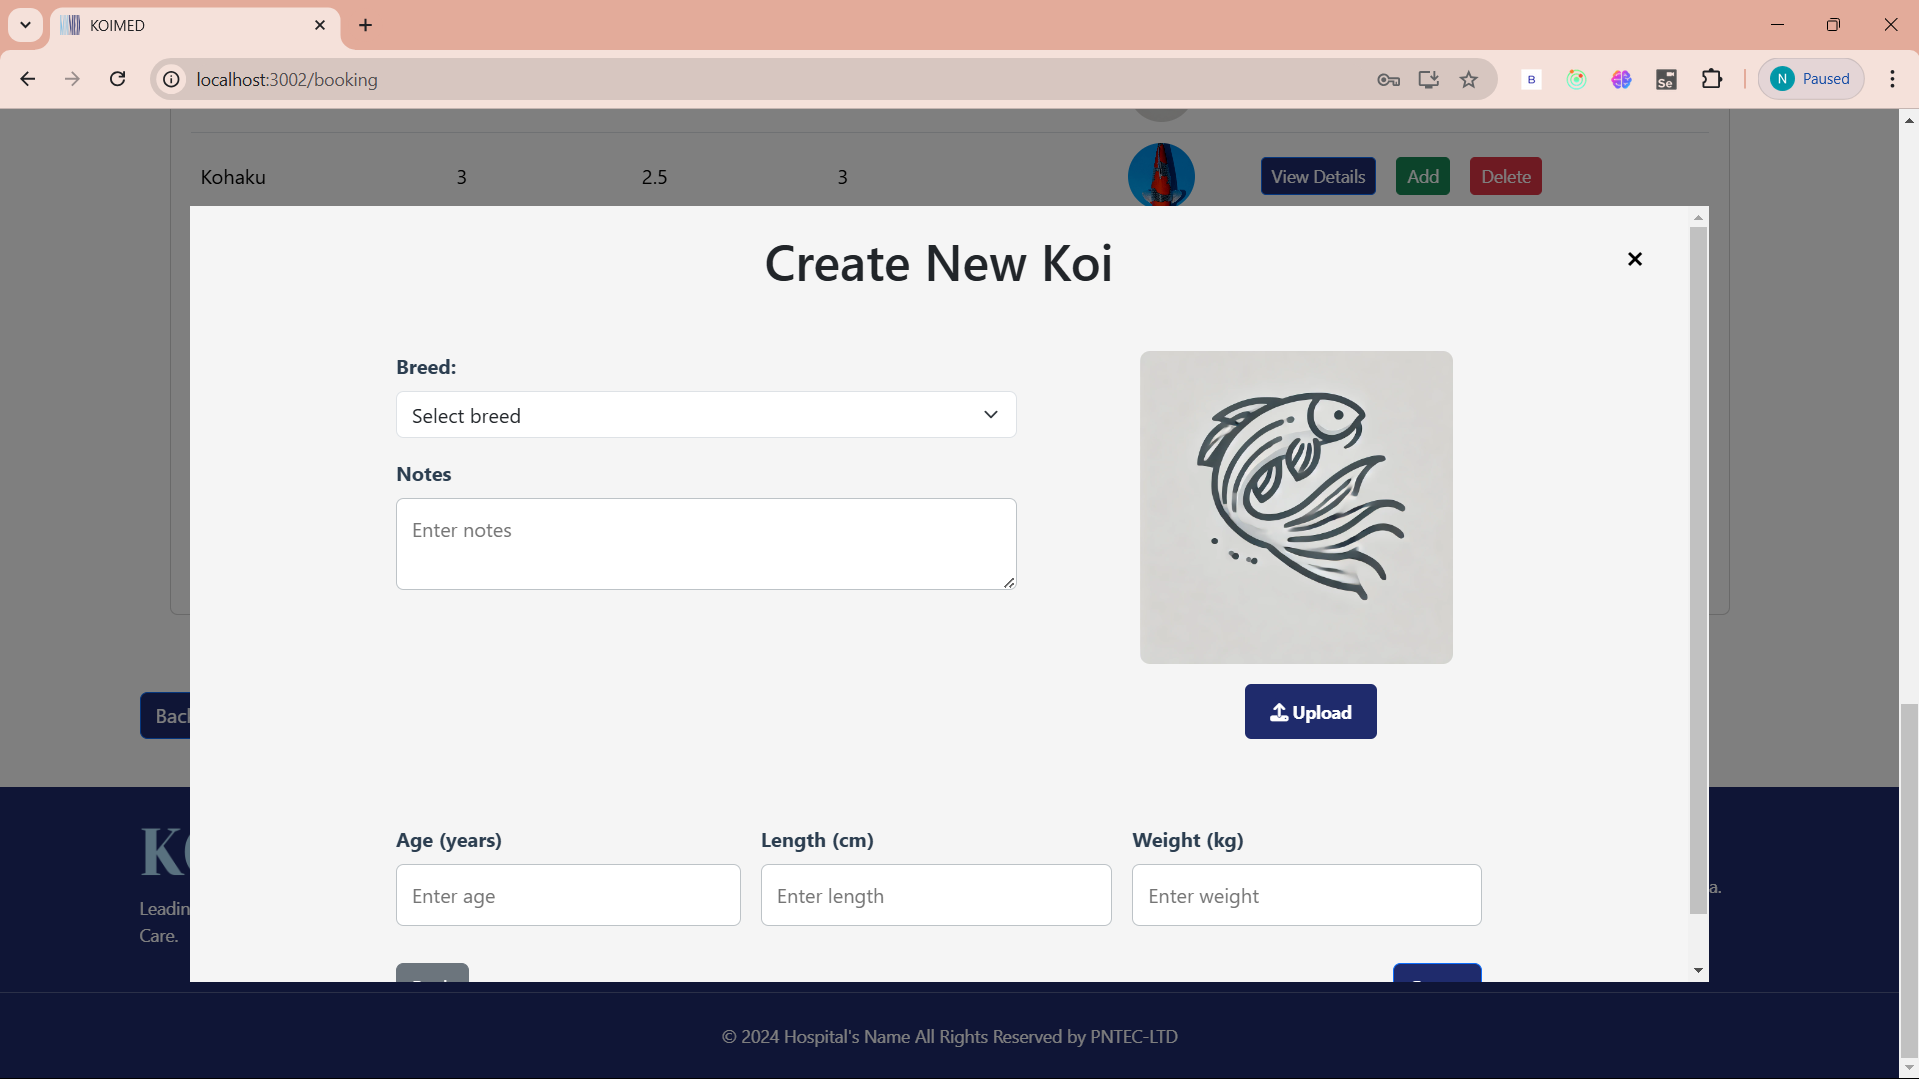 KOIMED
localhost:3002/booking
B
Se
N Paused
Kohaku 3 2.5 3 View Details Add Delete
Create New Koi
Breed:
Select breed
Notes
Enter notes
Upload
Age (years) Length (cm) Weight (kg)
Enter age Enter length Enter weight
Leadin
Care.
a.
© 2024 Hospital's Name All Rights Reserved by PNTEC-LTD